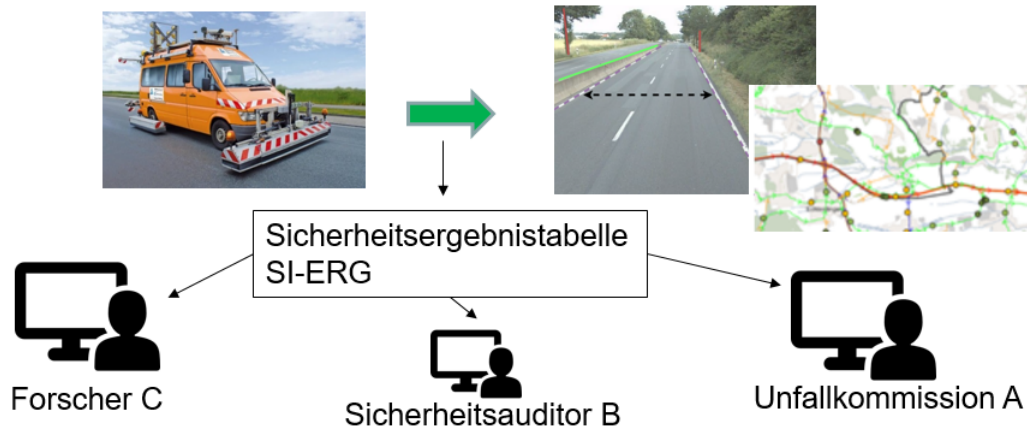 Sicherheitsergebnistabelle
SI-ERG
Forscher C
Sicherheitsauditor B
Unfallkommission A